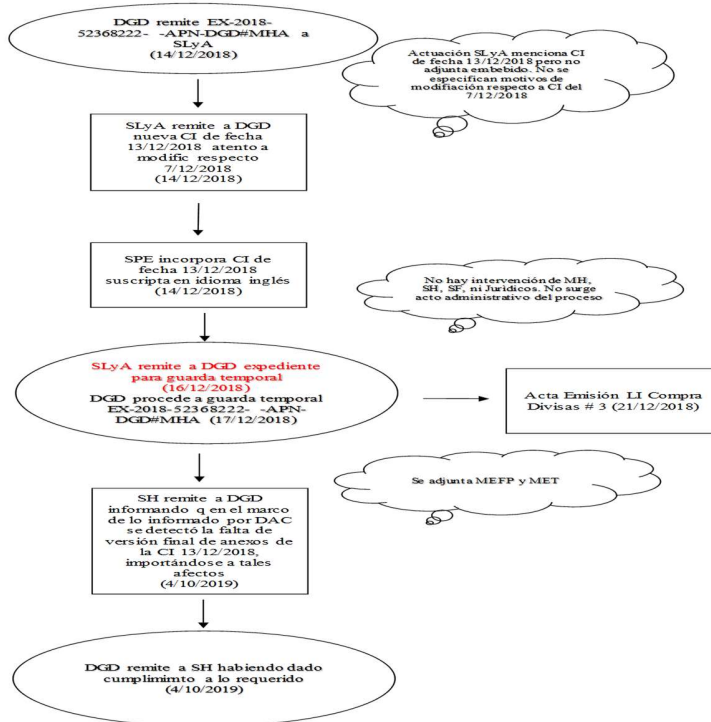 DGD remite EX-2018-
52368222- -APN-DGD#MHA a
SLyA
(14/12/2018)
Actuación SLyA menciona CI
de fecha 13/12/2018 pero no
adjunta embebido. No se
especifican motivos de
modifiación respecto a CI del
7/12/2018
SLyA remite a DGD
nueva CI de fecha
13/12/2018 atento a
modific respecto
7/12/2018
(14/12/2018)
SPE incorpora CI de
fecha 13/12/2018
suscripta en idioma inglés
(14/12/2018)
No hay intervención de MH,
SH, SF, ni Jurídicos. No surge
acto administrativo del proceso
SLyA remite a DGD expediente
para guarda temporal
(16/12/2018)
DGD procede a guarda temporal
EX-2018-52368222- -APN-
DGD#MHA (17/12/2018)
Acta Emisión LI Compra
Divisas # 3 (21/12/2018)
Se adjunta MEFP y MET
SH remite a DGD
informando q en el marco
de lo informado por DAC
se detectó la falta de
versión final de anexos de
la CI 13/12/2018,
importándose a tales
afectos
(4/10/2019)
DGD remite a SH habiendo dado
cumplimimto a lo requerido
(4/10/2019)